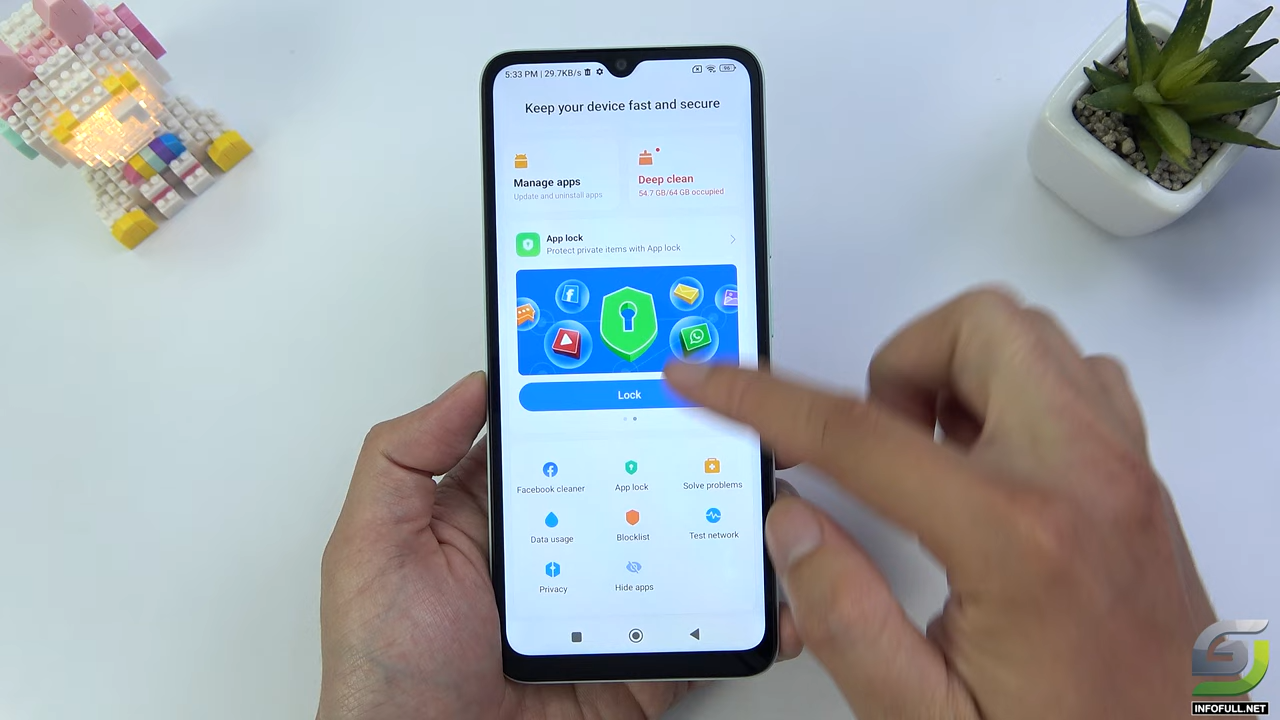 5:33 PM | 29.7KB/s
96
Keep your device fast and secure
Manage apps
Update and uninstall apps
Deep clean
54.7 GB/64 GB occupied
App lock
Protect private items with App lock
Lock
Facebook cleaner
App lock
Solve problems
Data usage
Blocklist
Test network
Privacy
Hide apps
INFOFULL.NET